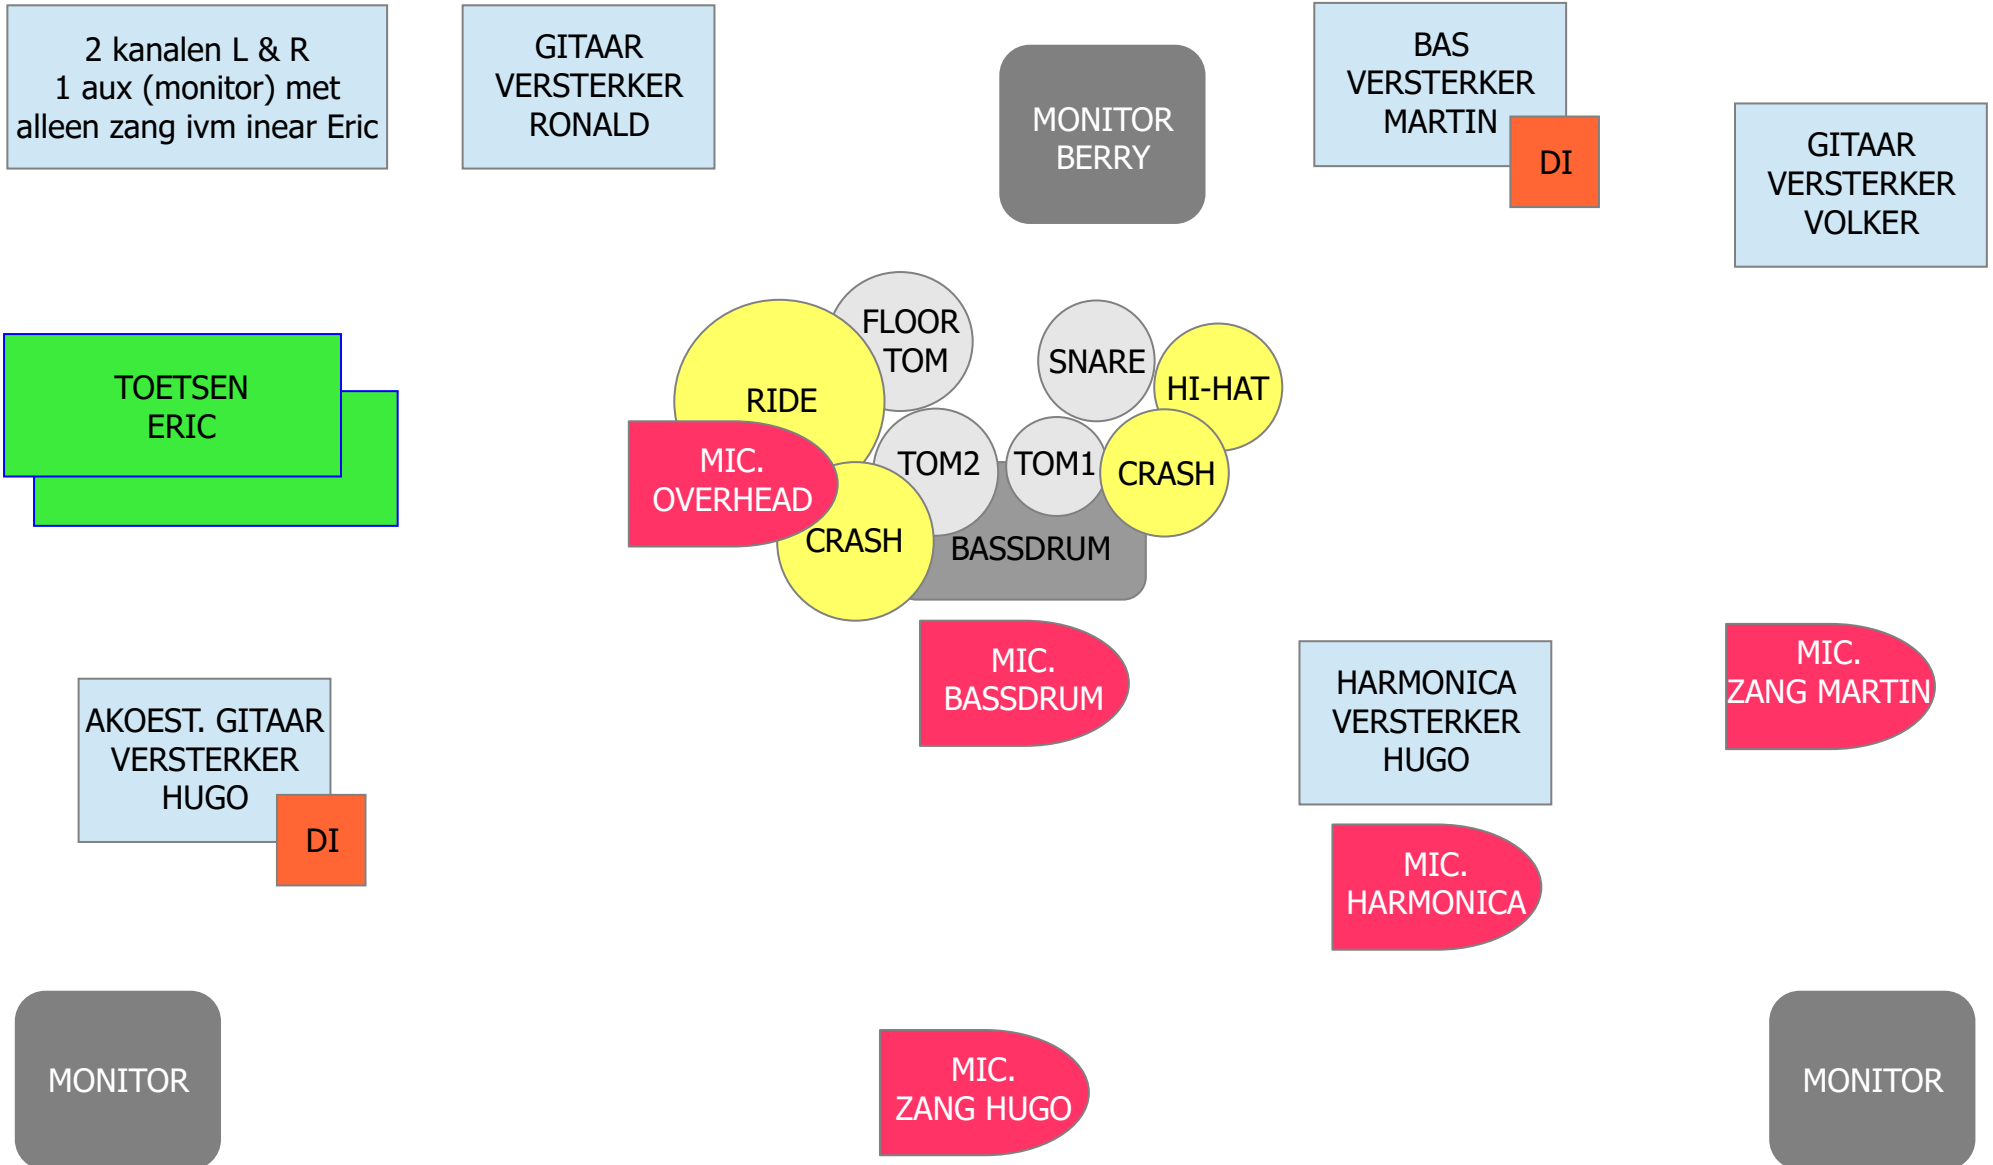 2 kanalen L & R
1 aux (monitor) met
alleen zang ivm inear Eric
GITAAR
VERSTERKER
RONALD
MONITOR
BERRY
BAS
VERSTERKER
MARTIN
DI
GITAAR
VERSTERKER
VOLKER
TOETSEN
ERIC
FLOOR
TOM
RIDE
SNARE
HI-HAT
MIC.
OVERHEAD
TOM2
TOM1
CRASH
CRASH
BASSDRUM
MIC.
BASSDRUM
HARMONICA
VERSTERKER
HUGO
MIC.
ZANG MARTIN
AKOEST. GITAAR
VERSTERKER
HUGO
DI
MIC.
HARMONICA
MONITOR
MIC.
ZANG HUGO
MONITOR